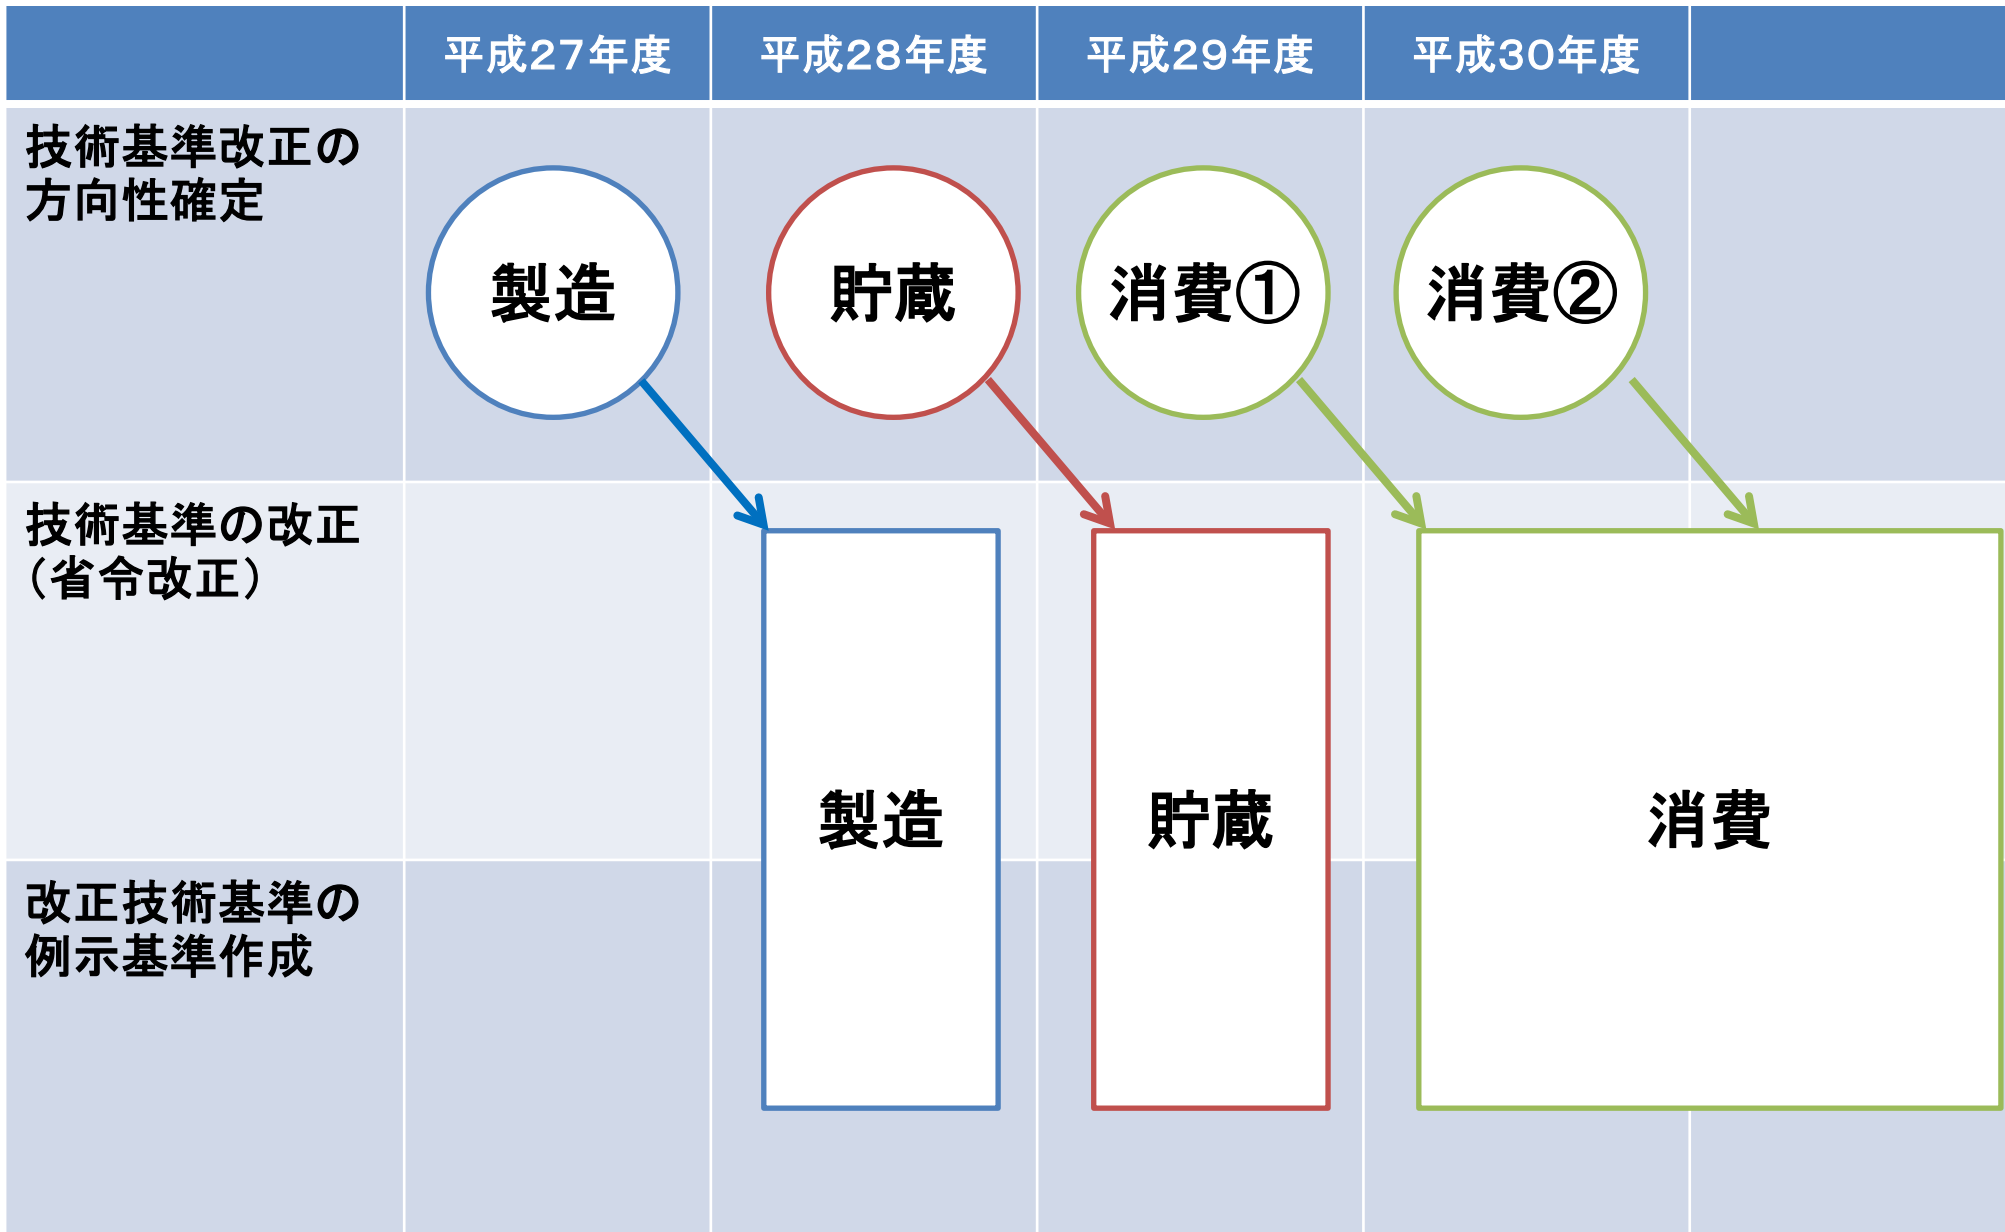 平成27年度
平成28年度
平成29年度
平成30年度
技術基準改正の
方向性確定
製造
貯蔵
消費①
消費②
技術基準の改正
（省令改正）
製造
貯蔵
消費
改正技術基準の
例示基準作成